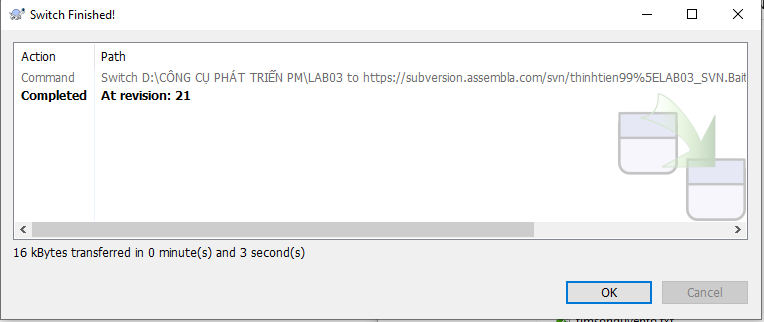 Switch Finished!
Action Path
Command Switch D:\CÔNG CỤ PHÁT TRIỂN PM\LAB03 to https://subversion.assembla.com/svn/thinhtien99%5ELAB03_SVN.Bait
Completed At revision: 21
16 kBytes transferred in 0 minute(s) and 3 second(s)
OK Cancel